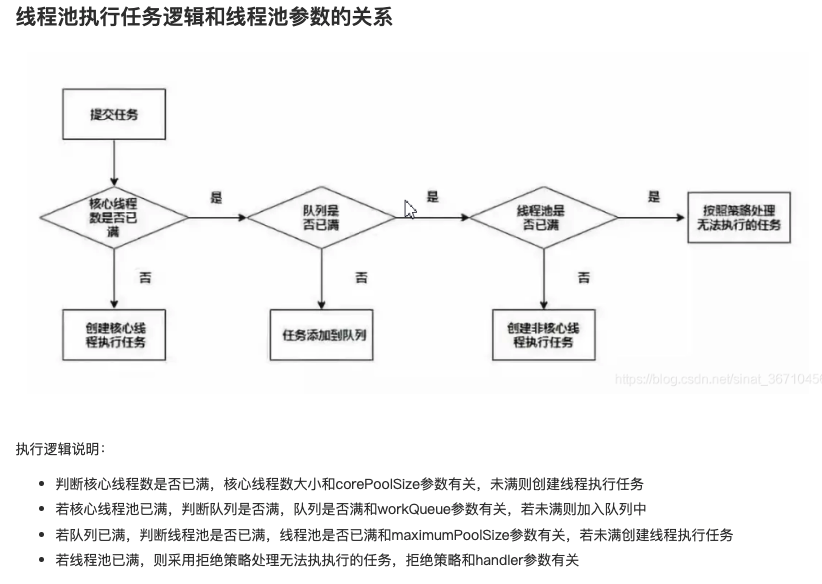 线程池执行任务逻辑和线程池参数的关系
提交任务
核心线程
数是否已
满
是
队列是
否已满
是
线程池是
否已满
是
按照策略处理
无法执行的任务
否
否
否
创建核心线
程执行任务
任务添加到队列
创建非核心线
程执行任务
https://blog.csdn.net/sinat_3671045
执行逻辑说明：
判断核心线程数是否已满，核心线程数大小和corePoolSize参数有关，未满则创建线程执行任务
若核心线程池已满，判断队列是否满，队列是否满和workQueue参数有关，若未满则加入队列中
若队列已满，判断线程池是否已满，线程池是否已满和maximumPoolSize参数有关，若未满创建线程执行任务
若线程池已满，则采用拒绝策略处理无法执执行的任务，拒绝策略和handler参数有关